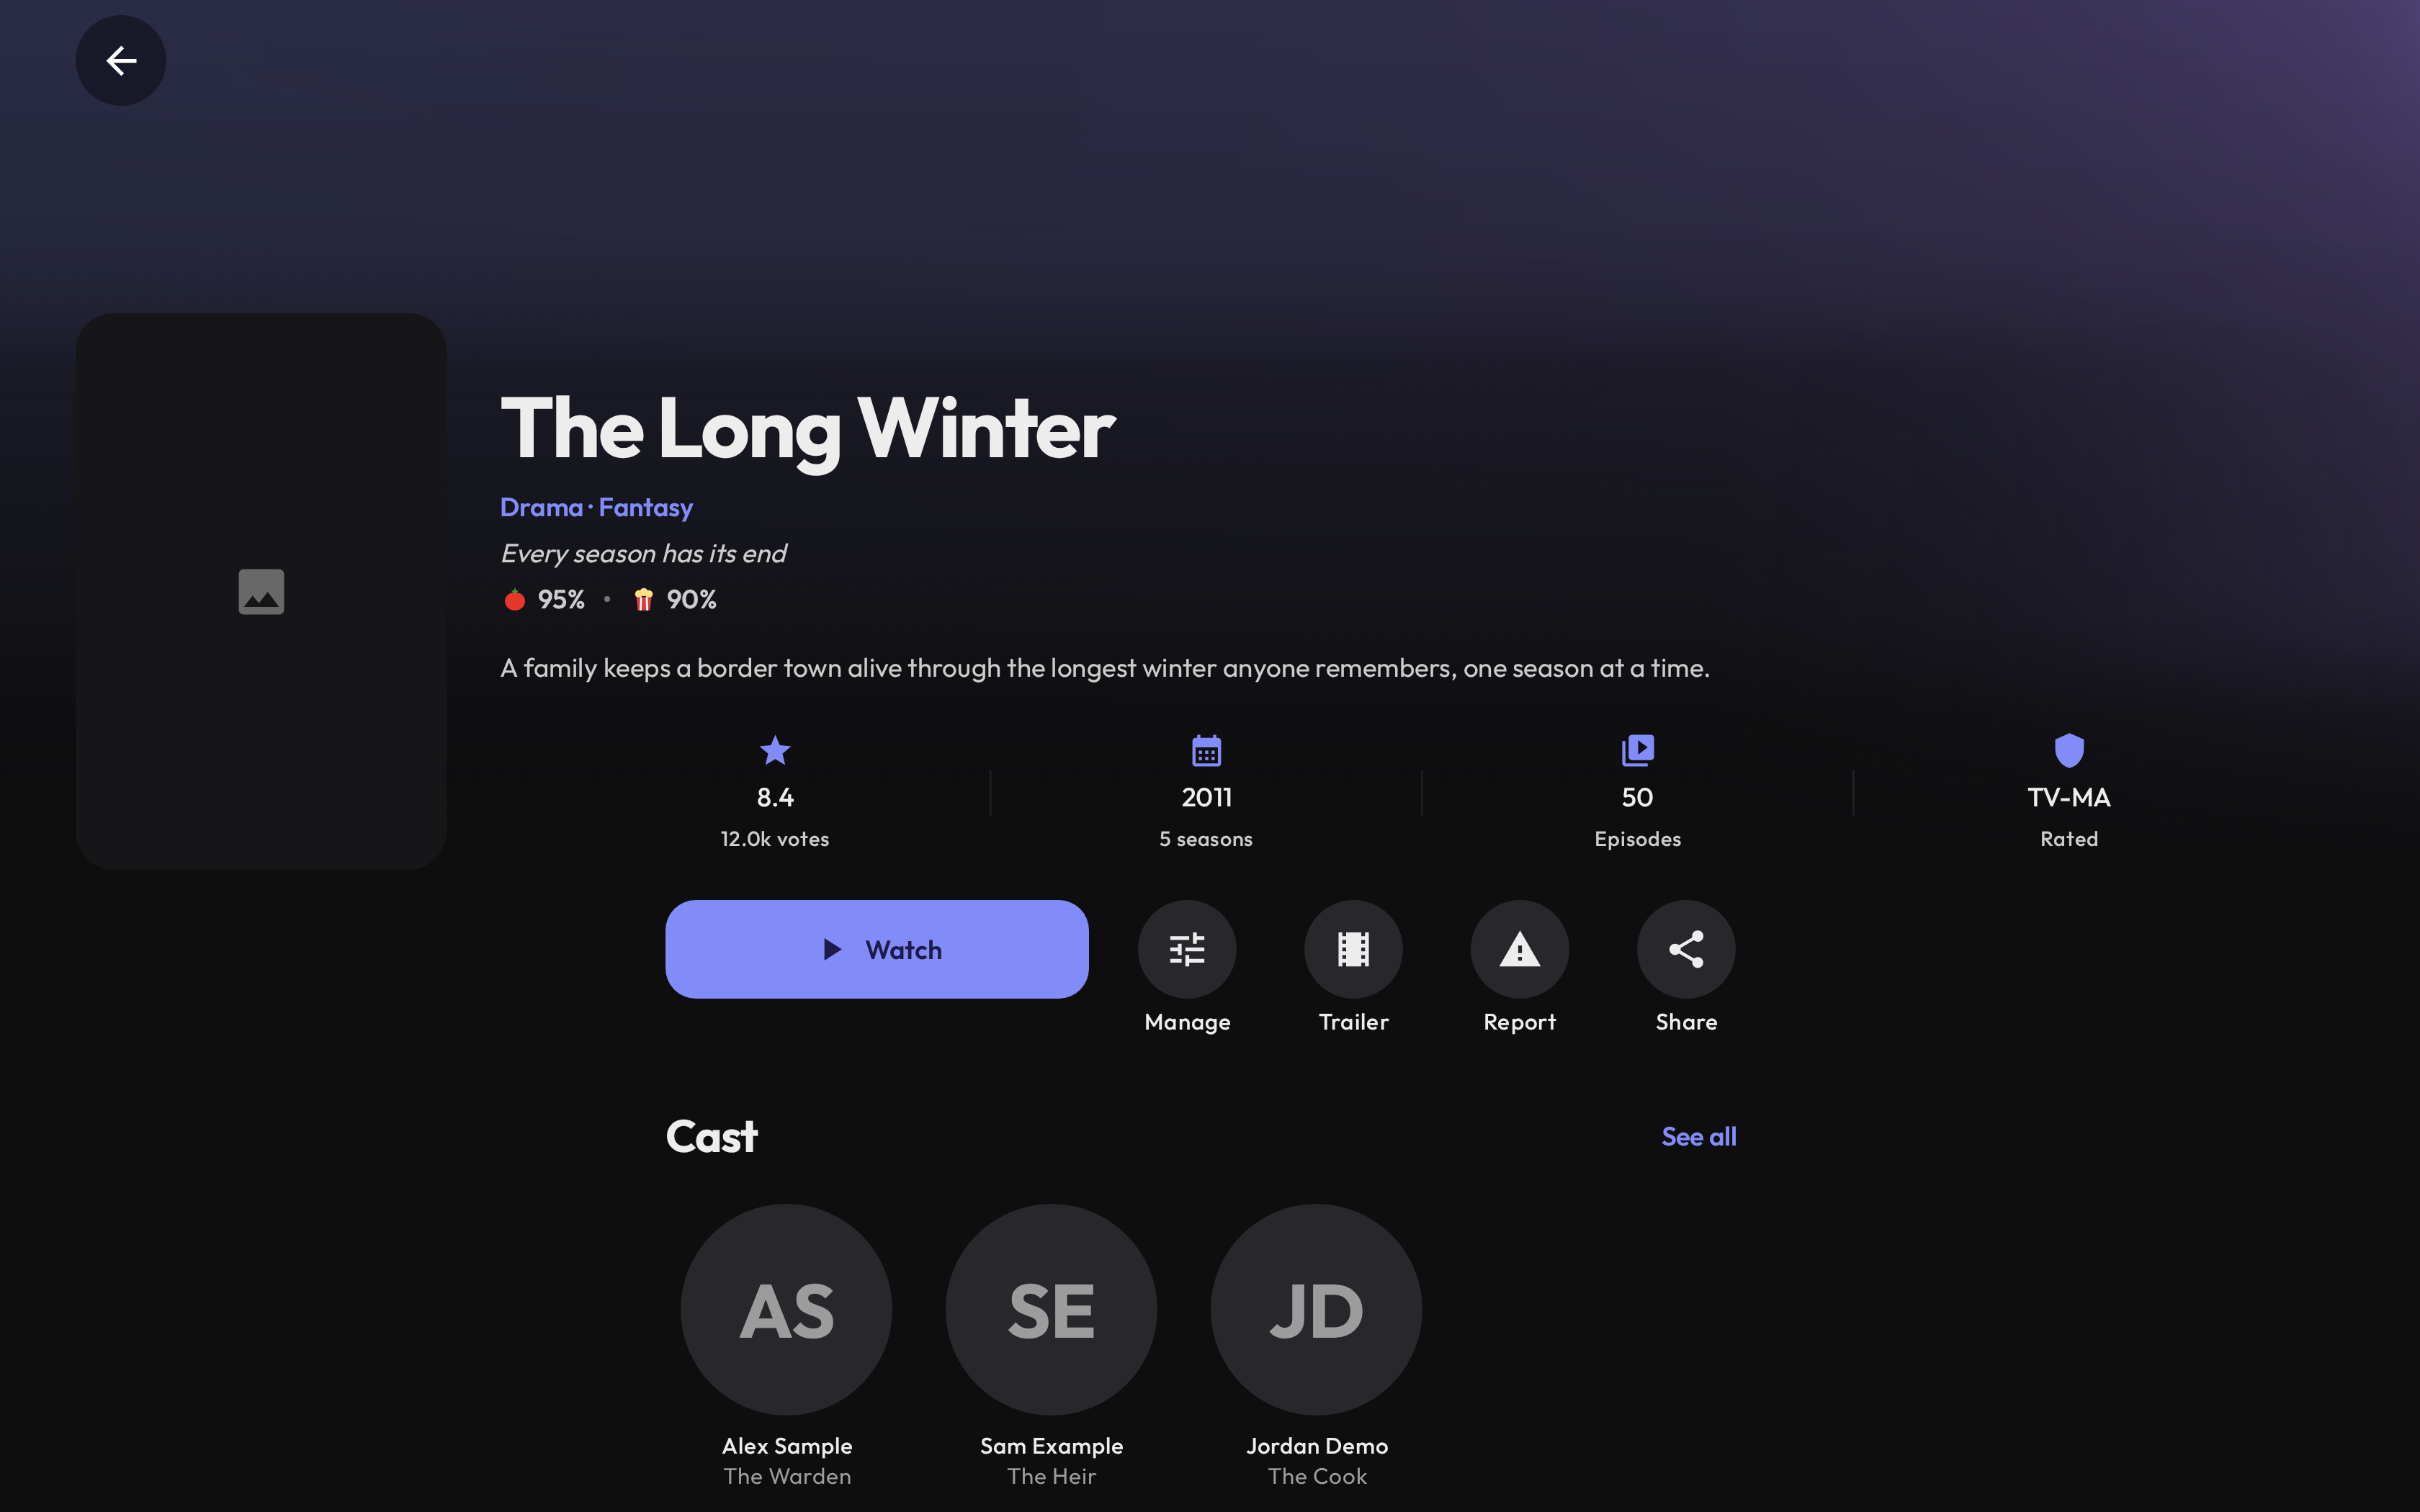 The Long Winter
Drama · Fantasy
Every season has its end
95% • 90%
A family keeps a border town alive through the longest winter anyone remembers, one season at a time.
8.4
12.0k votes
2011
5 seasons
50
Episodes
TV-MA
Rated
Watch
Manage
Trailer
Report
Share
Cast
See all
AS
Alex Sample
The Warden
SE
Sam Example
The Heir
JD
Jordan Demo
The Cook